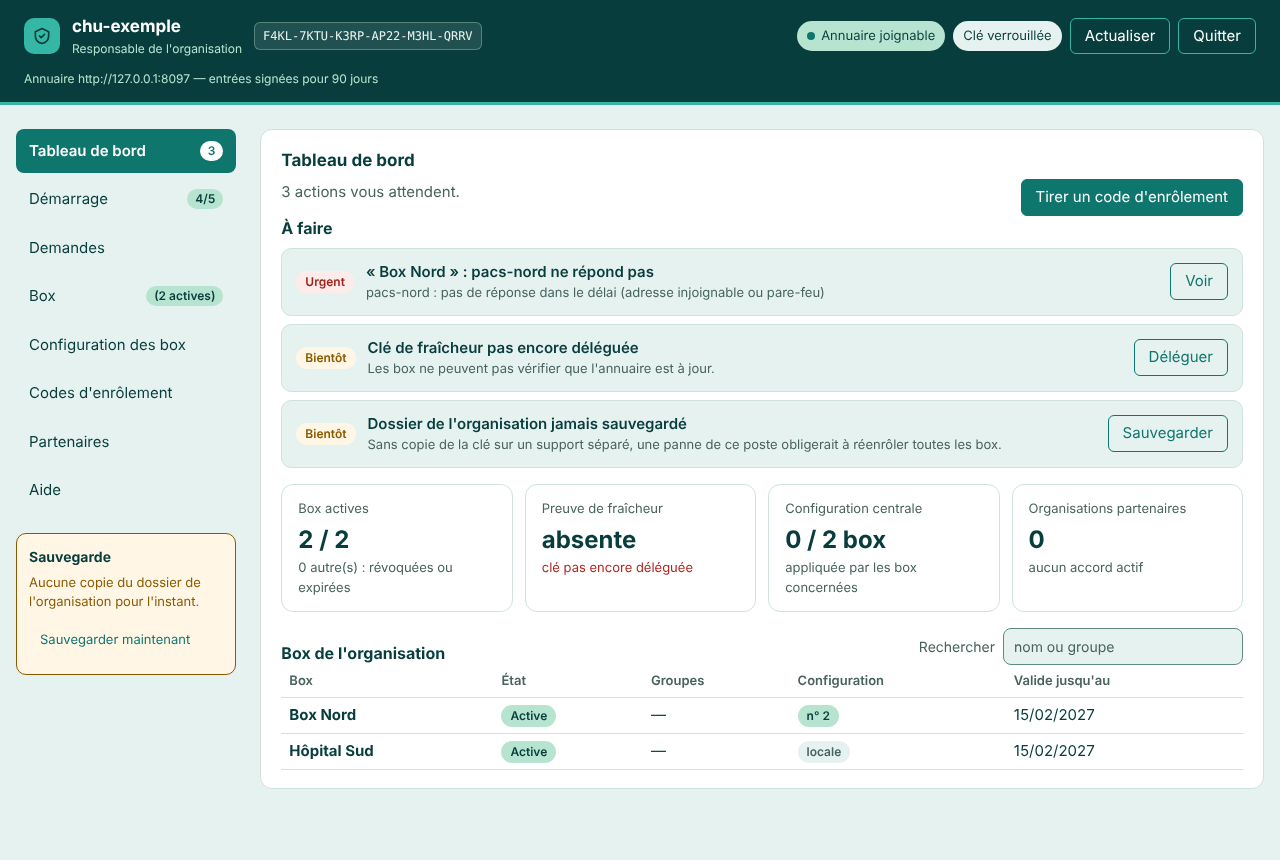 chu-exemple
Responsable de l'organisation
F4KL-7KTU-K3RP-AP22-M3HL-QRRV
Annuaire joignable
Clé verrouillée
Actualiser
Quitter
Annuaire http://127.0.0.1:8097 — entrées signées pour 90 jours
Tableau de bord 3
Démarrage 4/5
Demandes
Box (2 actives)
Configuration des box
Codes d'enrôlement
Partenaires
Aide
Sauvegarde
Aucune copie du dossier de
l'organisation pour l'instant.
Sauvegarder maintenant
Tableau de bord
3 actions vous attendent.
Tirer un code d'enrôlement
À faire
Urgent
« Box Nord » : pacs-nord ne répond pas
pacs-nord : pas de réponse dans le délai (adresse injoignable ou pare-feu)
Voir
Bientôt
Clé de fraîcheur pas encore déléguée
Les box ne peuvent pas vérifier que l'annuaire est à jour.
Déléguer
Bientôt
Dossier de l'organisation jamais sauvegardé
Sans copie de la clé sur un support séparé, une panne de ce poste obligerait à réenrôler toutes les box.
Sauvegarder
Box actives
2 / 2
0 autre(s) : révoquées ou
expirées
Preuve de fraîcheur
absente
clé pas encore déléguée
Configuration centrale
0 / 2 box
appliquée par les box
concernées
Organisations partenaires
0
aucun accord actif
Box de l'organisation
Rechercher nom ou groupe
Box État Groupes Configuration Valide jusqu'au
Box Nord Active — n° 2 15/02/2027
Hôpital Sud Active — locale 15/02/2027